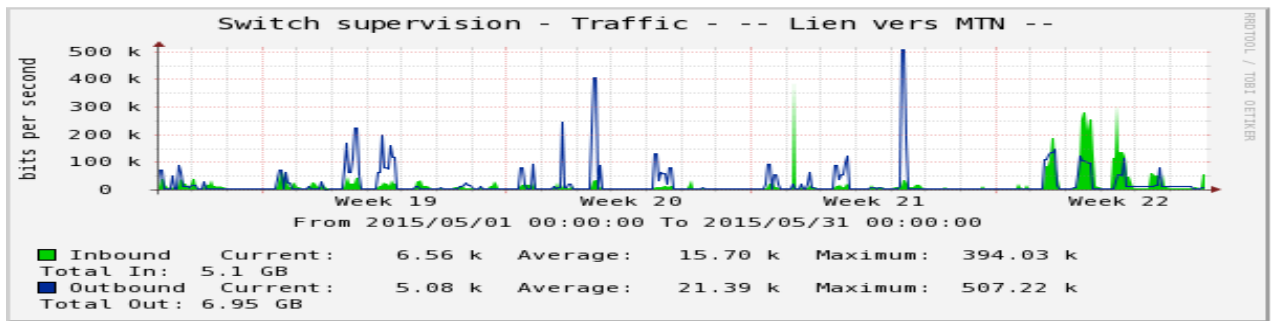 Switch supervision - Traffic - -- Lien vers MTN --
RRDTOOL / TOBI OETIKER
bits per second
500 k
400 k
300 k
200 k
100 k
0
Week 19 Week 20 Week 21 Week 22
From 2015/05/01 00:00:00 To 2015/05/31 00:00:00
Inbound Current: 6.56 k Average: 15.70 k Maximum: 394.03 k
Total In: 5.1 GB
Outbound Current: 5.08 k Average: 21.39 k Maximum: 507.22 k
Total Out: 6.95 GB